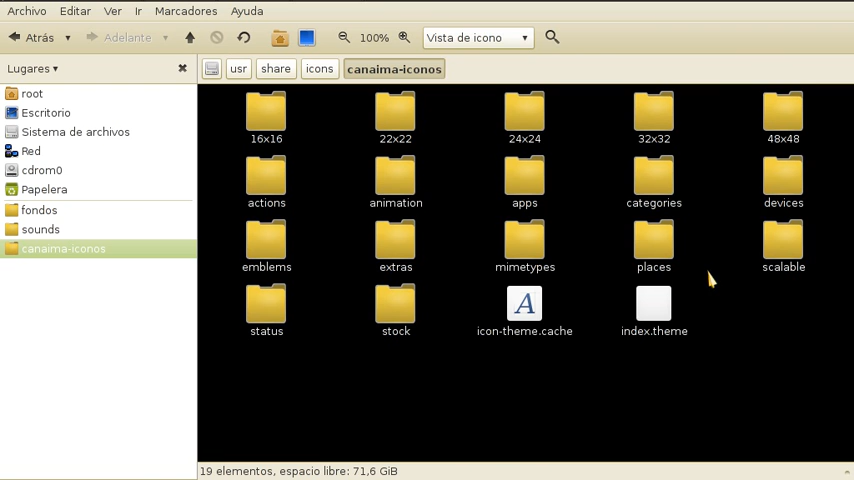 Archivo Editar Ver Ir Marcadores Ayuda
Atrás Adelante 100% Vista de icono
Lugares usr share icons canaima-iconos
root
Escritorio
Sistema de archivos
Red
cdrom0
Papelera
fondos
sounds
canaima-iconos
16x16 22x22 24x24 32x32 48x48
actions animation apps categories devices
emblems extras mimetypes places scalable
A
status stock icon-theme.cache index.theme
19 elementos, espacio libre: 71,6 GiB